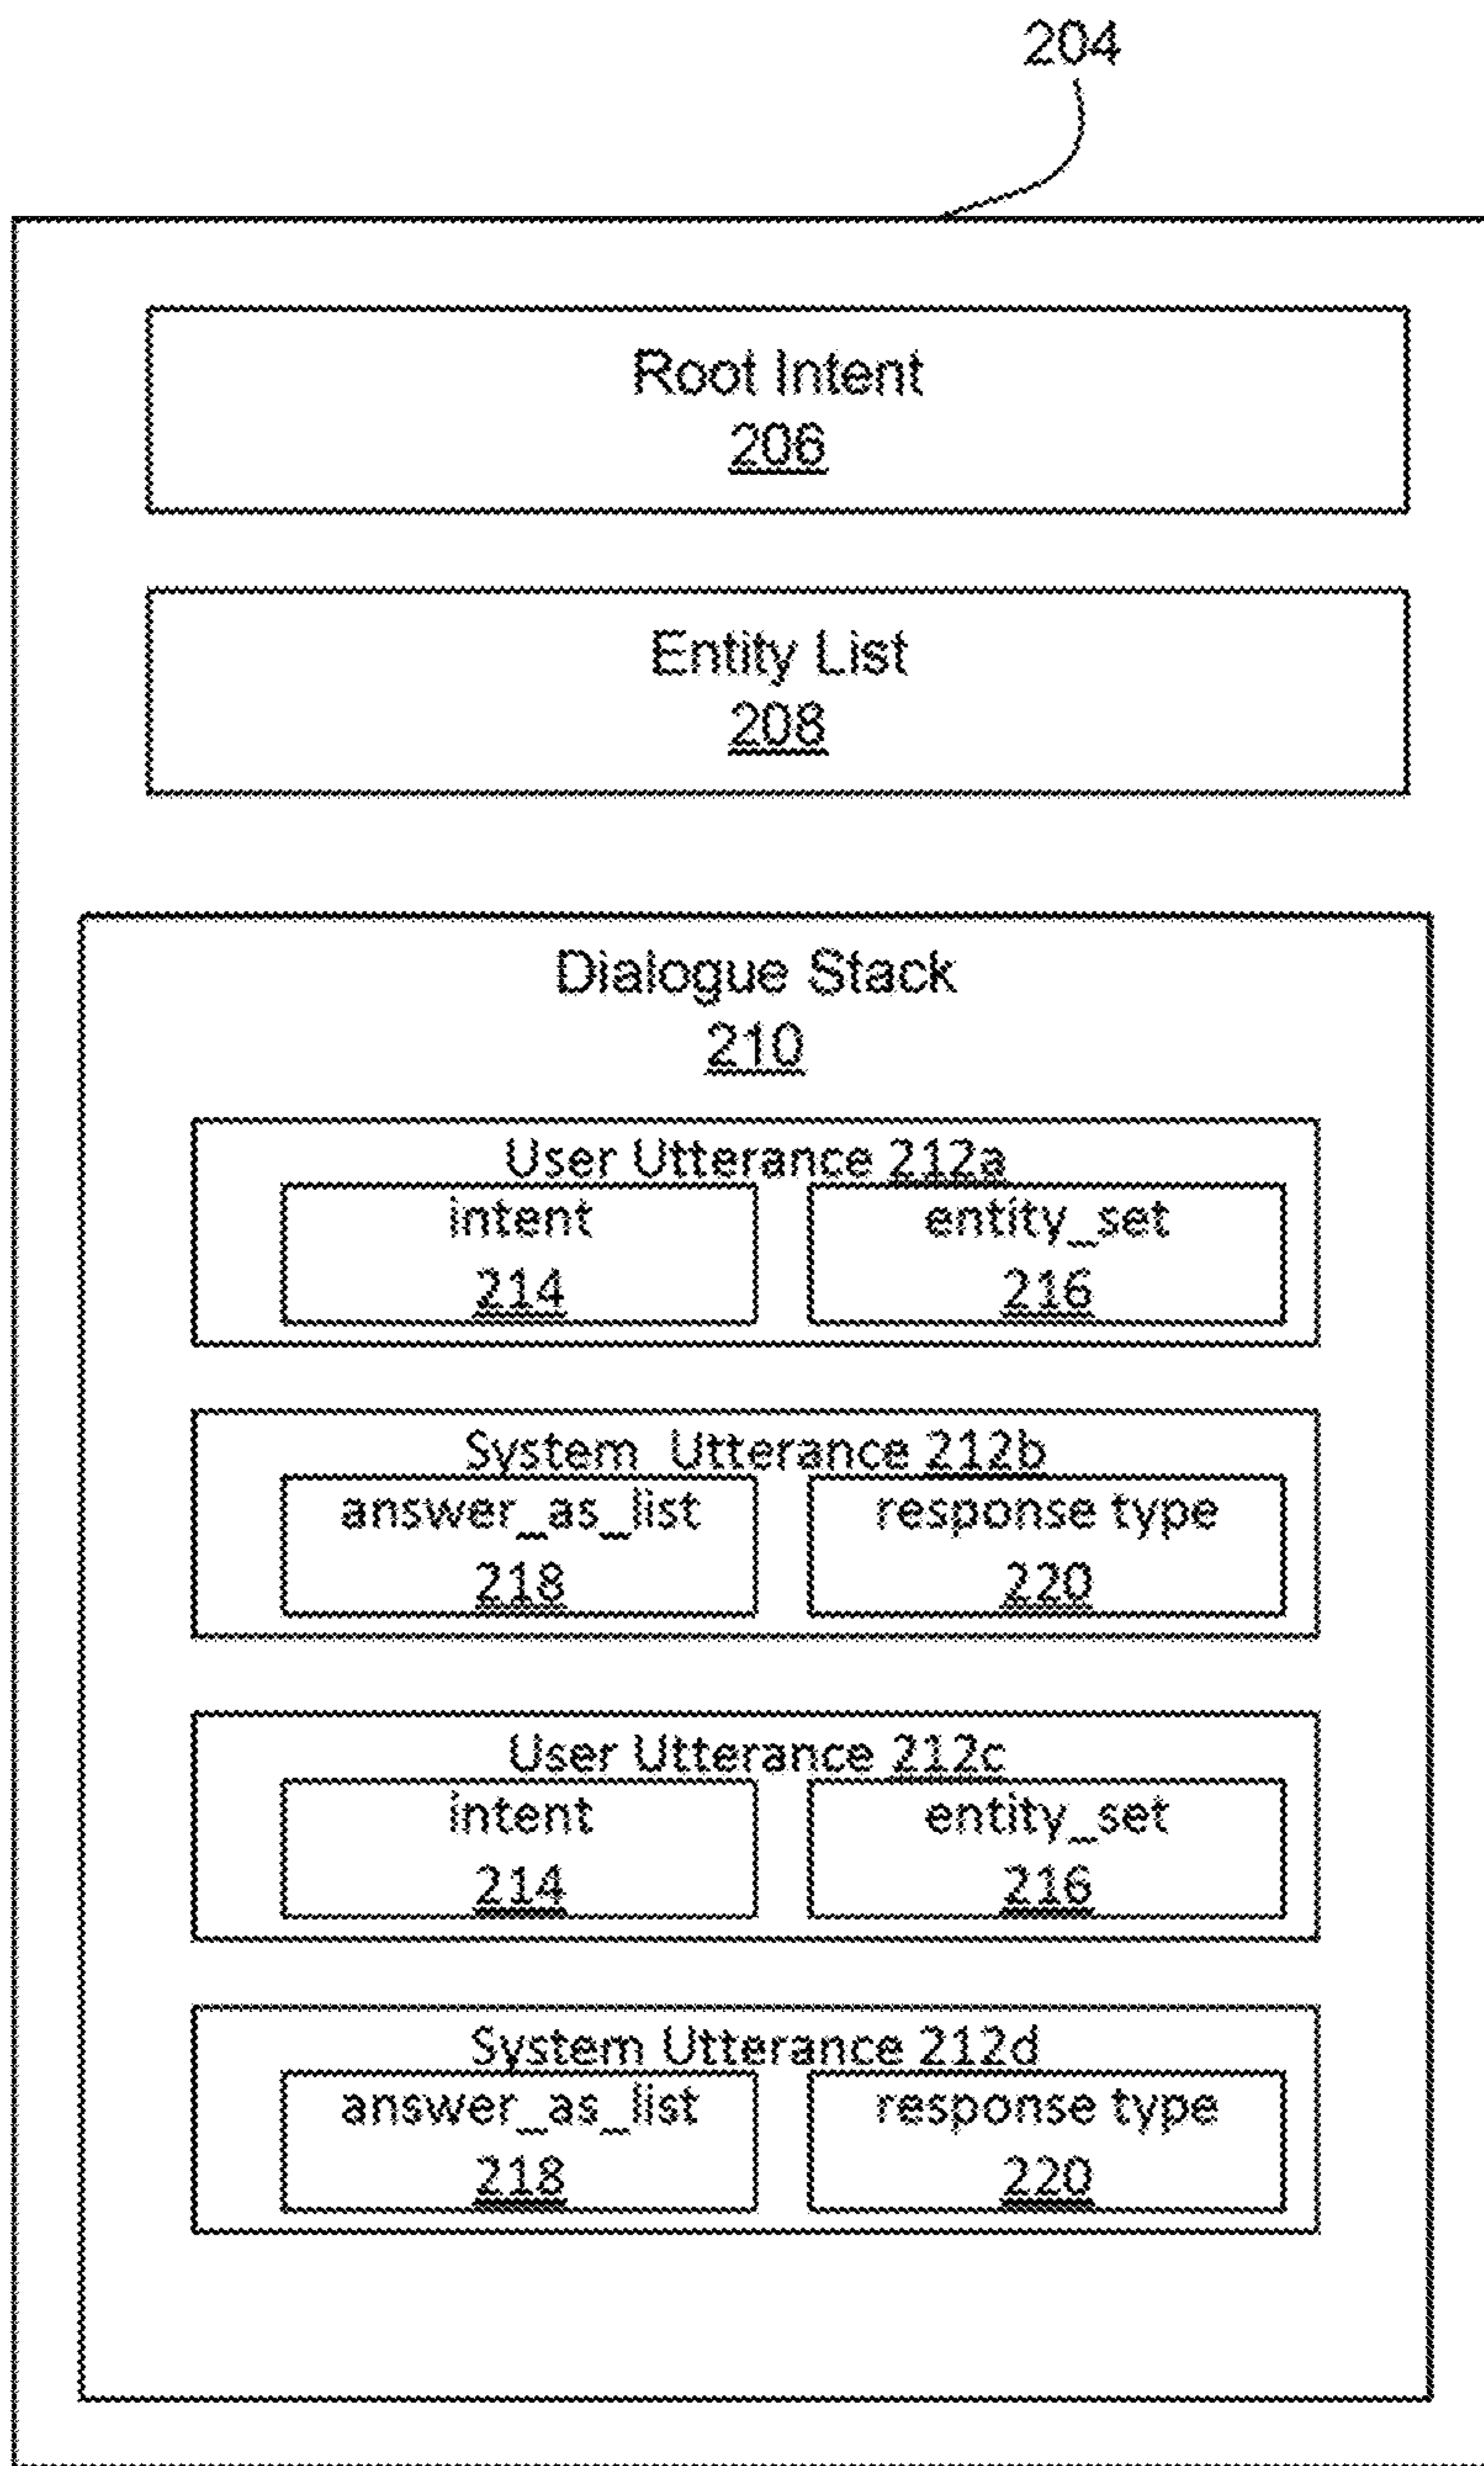 204
Root Intent
206
Entity List
208
Dialogue Stack
210
User Utterance 212a
intent
214
entity_set
216
System Utterance 212b
answer_as_list
218
response type
220
User Utterance 212c
intent
214
entity_set
216
System Utterance 212d
answer_as_list
218
response type
220